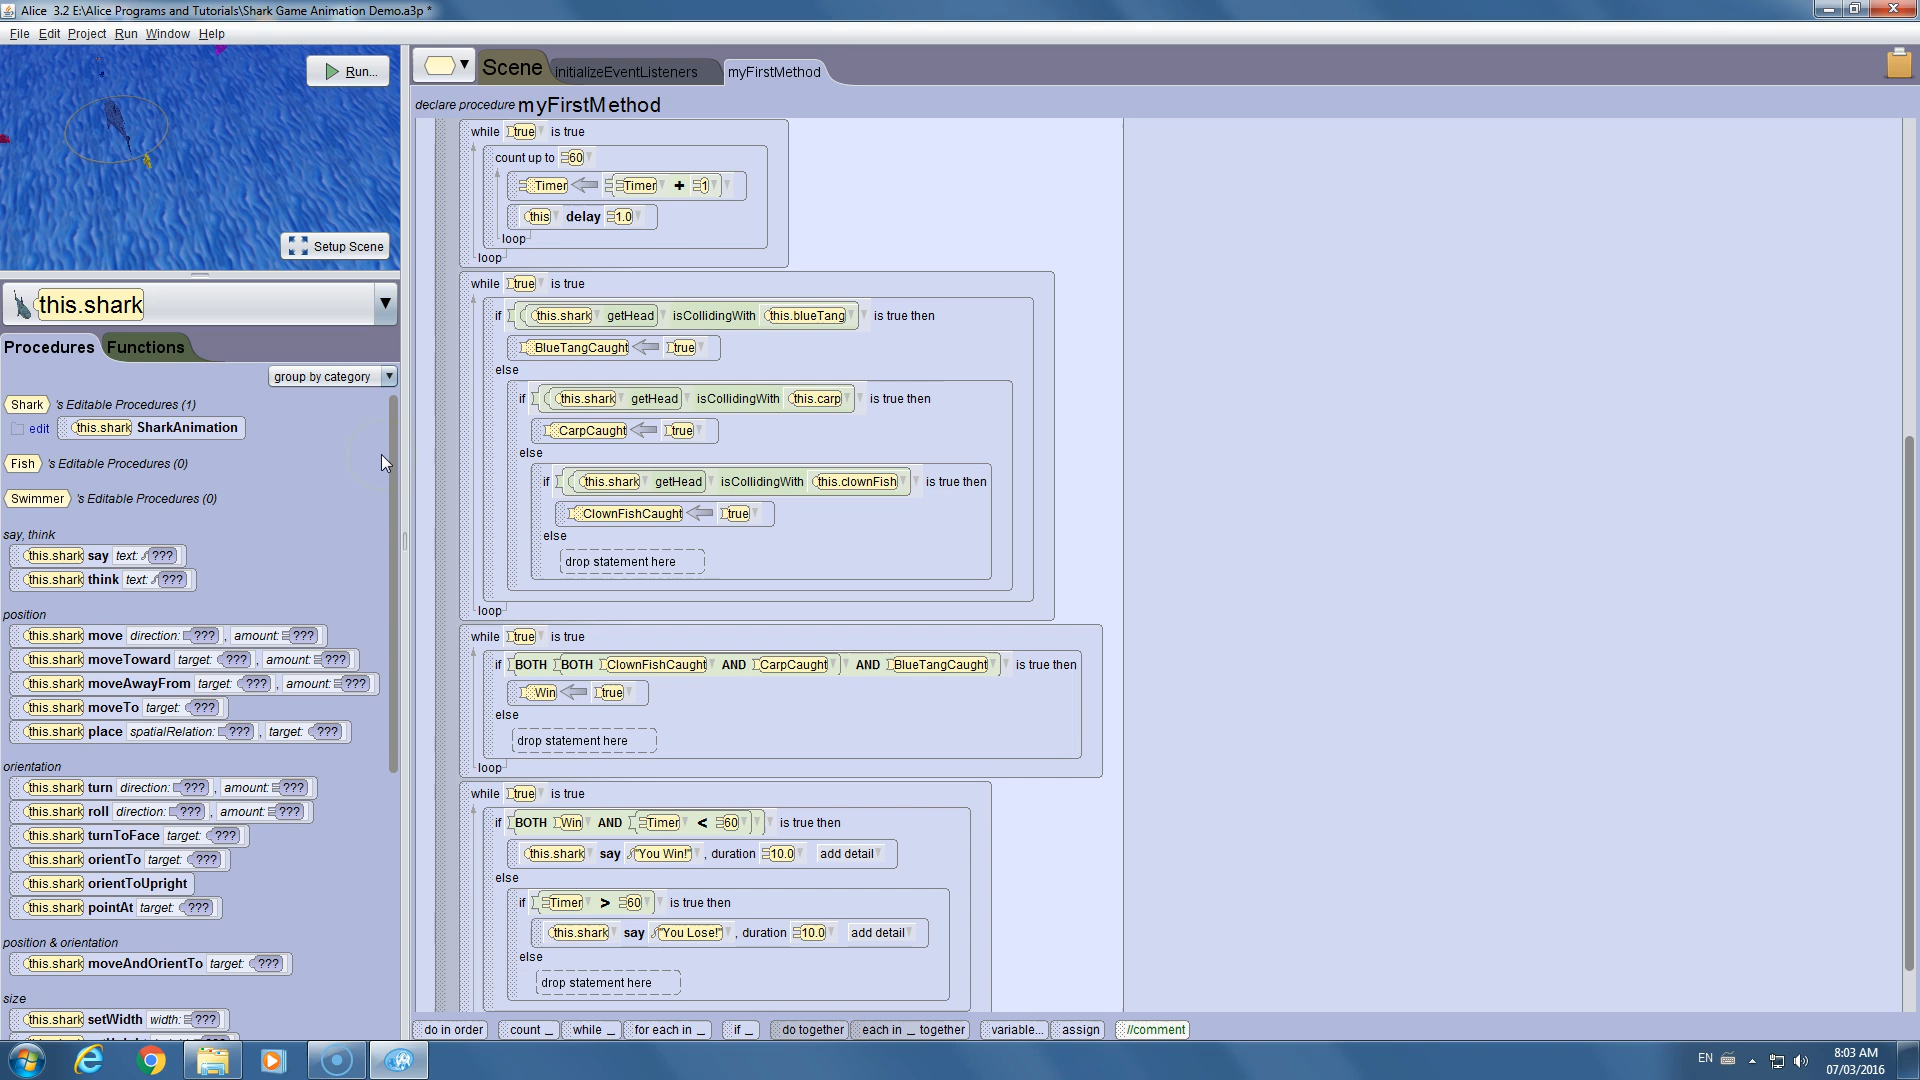 Alice 3.2 E:\Alice Programs and Tutorials\Shark Game Animation Demo.a3p *
File Edit Project Run Window Help
Run...
Setup Scene
this.shark
Procedures Functions
group by category
Shark 's Editable Procedures (1)
edit this.shark SharkAnimation
Fish 's Editable Procedures (0)
Swimmer 's Editable Procedures (0)
say, think
this.shark say text: ???
this.shark think text: ???
position
this.shark move direction: ??? , amount: ???
this.shark moveToward target: ??? , amount: ???
this.shark moveAwayFrom target: ??? , amount: ???
this.shark moveTo target: ???
this.shark place spatialRelation: ??? , target: ???
orientation
this.shark turn direction: ??? , amount: ???
this.shark roll direction: ??? , amount: ???
this.shark turnToFace target: ???
this.shark orientTo target: ???
this.shark orientToUpright
this.shark pointAt target: ???
position & orientation
this.shark moveAndOrientTo target: ???
size
this.shark setWidth width: ???
Scene initializeEventListeners myFirstMethod
declare procedure myFirstMethod
while true is true
count up to 60
Timer Timer + 1
this delay 1.0
loop
loop
while true is true
if this.shark getHead isCollidingWith this.blueTang is true then
BlueTangCaught true
else
if this.shark getHead isCollidingWith this.carp is true then
CarpCaught true
else
if this.shark getHead isCollidingWith this.clownFish is true then
ClownFishCaught true
else
drop statement here
loop
while true is true
if BOTH BOTH ClownFishCaught AND CarpCaught AND BlueTangCaught is true then
Win true
else
drop statement here
loop
while true is true
if BOTH Win AND Timer < 60 is true then
this.shark say "You Win!" , duration 10.0 add detail
else
if Timer > 60 is true then
this.shark say "You Lose!" , duration 10.0 add detail
else
drop statement here
do in order count _ while _ for each in _ if _ do together each in _ together variable... assign //comment
EN 8:03 AM
07/03/2016